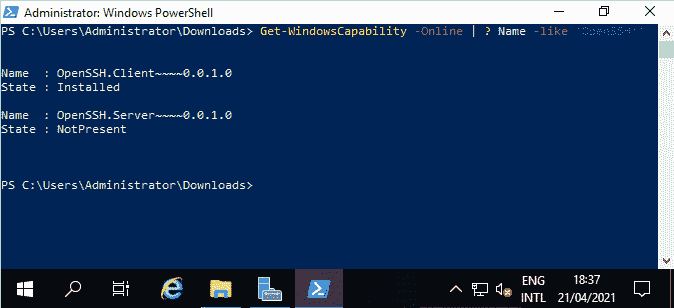 Administrator: Windows PowerShell
PS C:\Users\Administrator\Downloads> Get-WindowsCapability -Online | ? Name -like 'OpenSSH*'
Name  : OpenSSH.Client~~~~0.0.1.0
State : Installed
Name  : OpenSSH.Server~~~~0.0.1.0
State : NotPresent
PS C:\Users\Administrator\Downloads>
ENG
INTL
18:37
21/04/2021